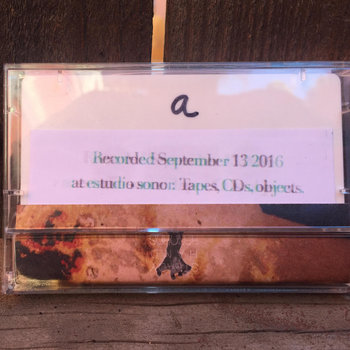 a
Recorded September 13 2016
at estudio sonor: Tapes, CDs, objects.